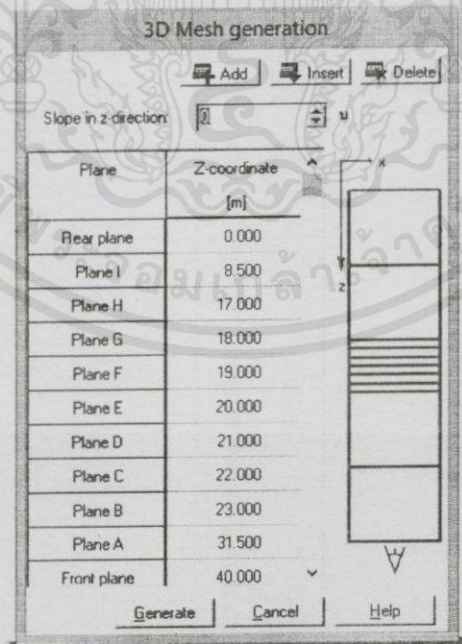 3D Mesh generation
Add Insert Delete
Slope in z-direction:
Plane Z-coordinate
[m]
Rear plane 0.000
Plane I 8.500
Plane H 17.000
Plane G 18.000
Plane F 19.000
Plane E 20.000
Plane D 21.000
Plane C 22.000
Plane B 23.000
Plane A 31.500
Front plane 40.000
x
z
Generate Cancel Help